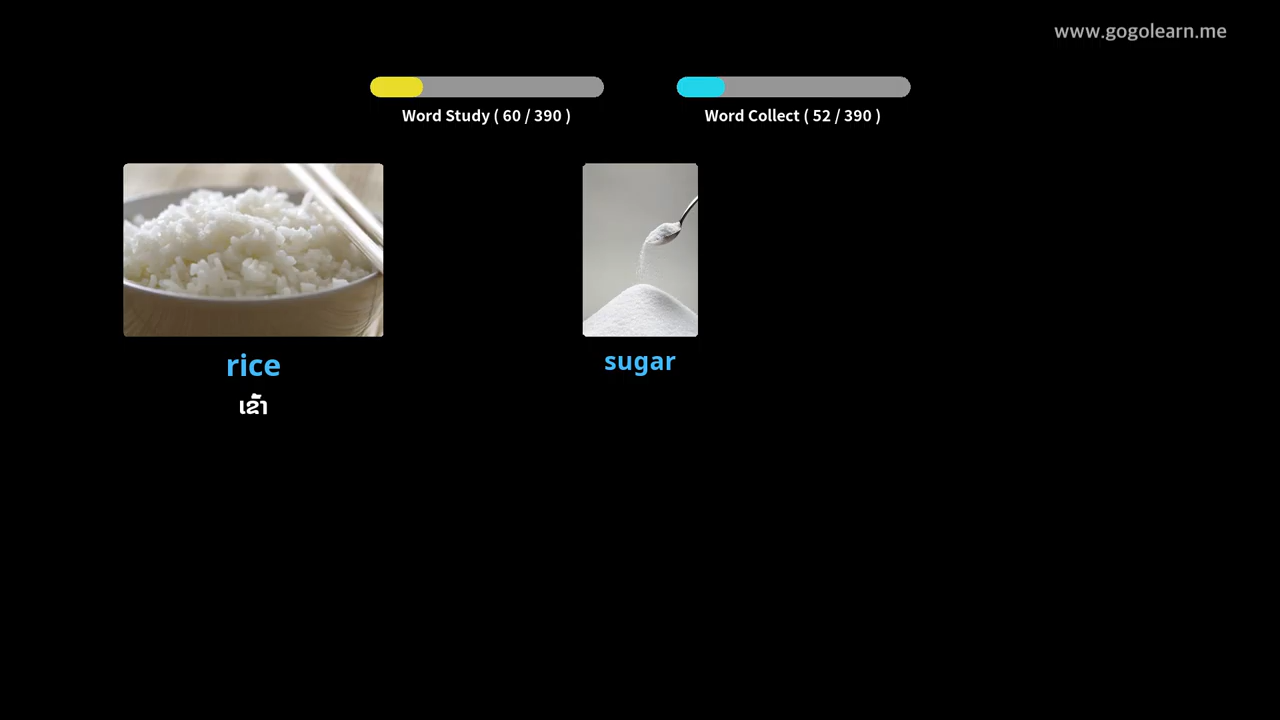 www.gogolearn.me
Word Study ( 60 / 390 )
Word Collect ( 52 / 390 )
rice
ເຂົ້າ
sugar